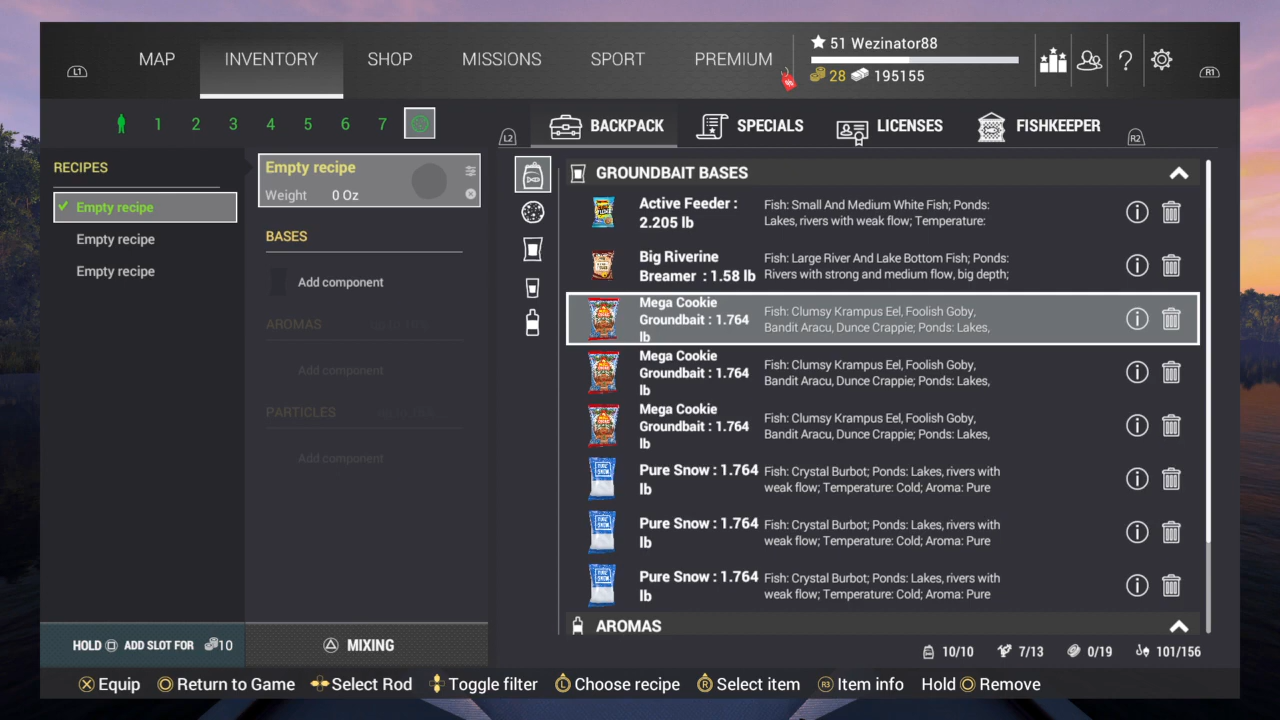 L1
MAP
INVENTORY
SHOP
MISSIONS
SPORT
PREMIUM
51 Wezinator88
28 195155
R1
1 2 3 4 5 6 7
L2
BACKPACK
SPECIALS
LICENSES
FISHKEEPER
R2
RECIPES
Empty recipe
Empty recipe
Empty recipe
Empty recipe
Weight 0 Oz
BASES
Add component
AROMAS
Add component
PARTICLES
Add component
GROUNDBAIT BASES
Active Feeder :
2.205 lb
Fish: Small And Medium White Fish; Ponds:
Lakes, rivers with weak flow; Temperature:
Big Riverine
Breamer : 1.58 lb
Fish: Large River And Lake Bottom Fish; Ponds:
Rivers with strong and medium flow, big depth;
Mega Cookie
Groundbait : 1.764
lb
Fish: Clumsy Krampus Eel, Foolish Goby,
Bandit Aracu, Dunce Crappie; Ponds: Lakes,
Mega Cookie
Groundbait : 1.764
lb
Fish: Clumsy Krampus Eel, Foolish Goby,
Bandit Aracu, Dunce Crappie; Ponds: Lakes,
Mega Cookie
Groundbait : 1.764
lb
Fish: Clumsy Krampus Eel, Foolish Goby,
Bandit Aracu, Dunce Crappie; Ponds: Lakes,
Pure Snow : 1.764
lb
Fish: Crystal Burbot; Ponds: Lakes, rivers with
weak flow; Temperature: Cold; Aroma: Pure
Pure Snow : 1.764
lb
Fish: Crystal Burbot; Ponds: Lakes, rivers with
weak flow; Temperature: Cold; Aroma: Pure
Pure Snow : 1.764
lb
Fish: Crystal Burbot; Ponds: Lakes, rivers with
weak flow; Temperature: Cold; Aroma: Pure
AROMAS
HOLD ADD SLOT FOR 10
MIXING
10/10 7/13 0/19 101/156
Equip Return to Game Select Rod Toggle filter L Choose recipe R Select item R3 Item info Hold Remove